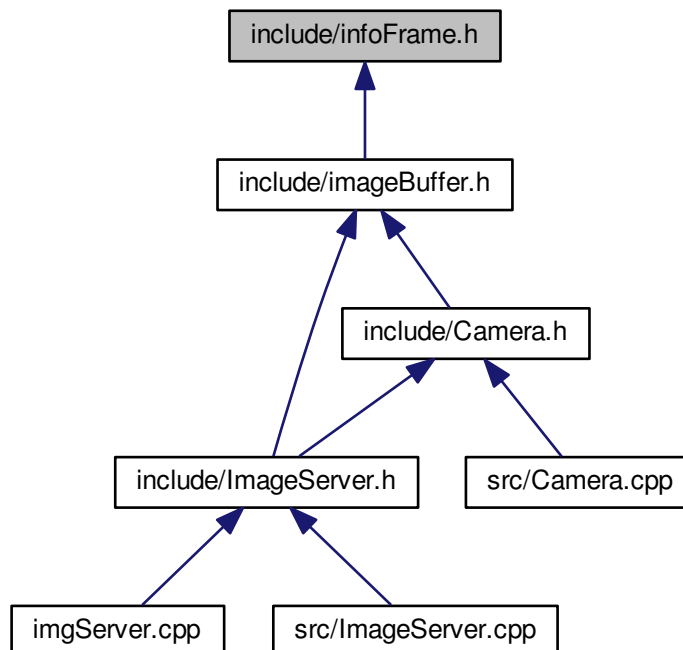 include/infoFrame.h
include/imageBuffer.h
include/Camera.h
include/ImageServer.h
src/Camera.cpp
imgServer.cpp
src/ImageServer.cpp